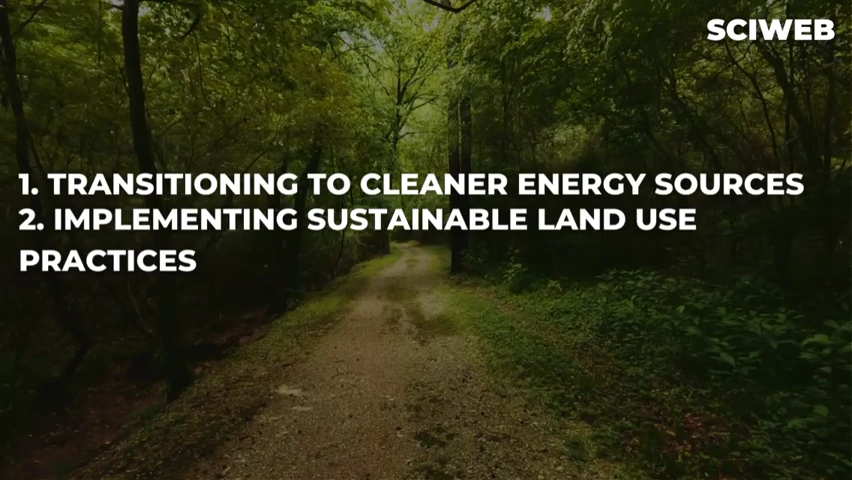 SCIWEB
1. TRANSITIONING TO CLEANER ENERGY SOURCES
2. IMPLEMENTING SUSTAINABLE LAND USE
PRACTICES